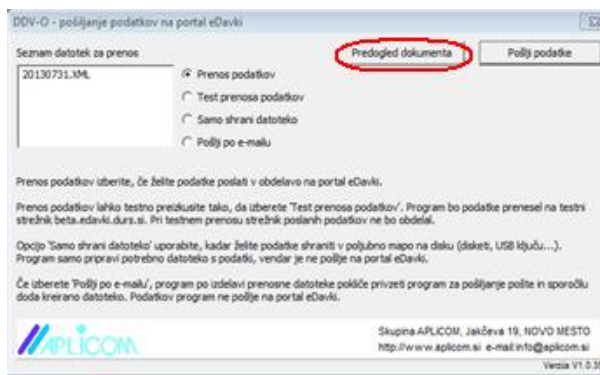 DDV-O - pošiljanje podatkov na portal eDavki
Seznam datotek za prenos
Predogled dokumenta
Pošlji podatke
20130731.XML
Prenos podatkov
Test prenosa podatkov
Samo shrani datoteko
Pošlji po e-mailu
Prenos podatkov izberite, če želite podatke poslati v obdelavo na portal eDavki.
Prenos podatkov lahko testno preizkusite tako, da izberete 'Test prenosa podatkov'. Program bo podatke prenesel na testni
strežnik beta.edavki.durs.si. Pri testnem prenosu strežnik poslanih podatkov ne bo obdelal.
Opcijo 'Samo shrani datoteko' uporabite, kadar želite podatke shraniti v poljubno mapo na disku (disketi, USB ključu...).
Program samo pripravi potrebno datoteko s podatki, vendar je ne pošlje na portal eDavki.
Če izberete 'Pošlji po e-mailu', program po izdelavi prenosne datoteke pokliče privzeti program za pošiljanje pošte in sporočilu
doda kreirano datoteko. Podatkov program ne pošlje na portal eDavki.
APLICOM
Skupina APLICOM, Jakčeva 19, NOVO MESTO
http://www.aplicom.si e-mail:info@aplicom.si
Verzija V1.0.35